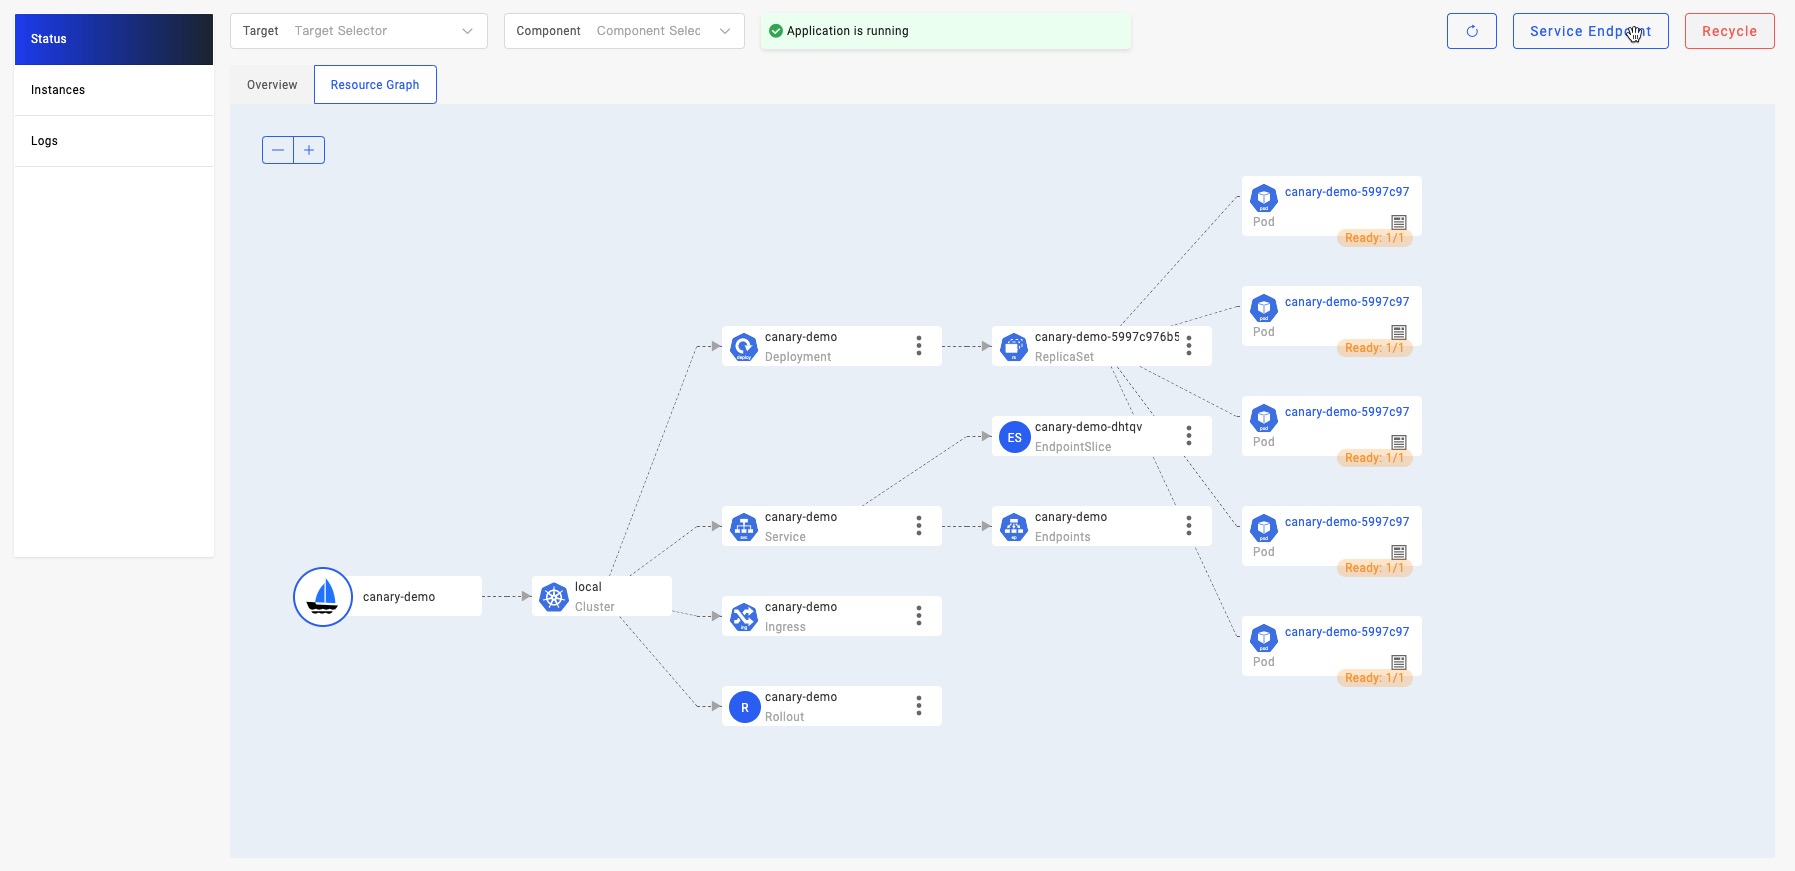 Status
Instances
Logs
Target Target Selector
Component Component Selec
Application is running
Recycle
Overview
Resource Graph
canary-demo
local
Cluster
canary-demo
Deployment
canary-demo
Service
canary-demo
Ingress
R
canary-demo
Rollout
canary-demo-5997c976b5
ReplicaSet
ES
canary-demo-dhtqv
EndpointSlice
canary-demo
Endpoints
canary-demo-5997c97
Pod
Ready: 1/1
canary-demo-5997c97
Pod
Ready: 1/1
canary-demo-5997c97
Pod
Ready: 1/1
canary-demo-5997c97
Pod
Ready: 1/1
canary-demo-5997c97
Pod
Ready: 1/1